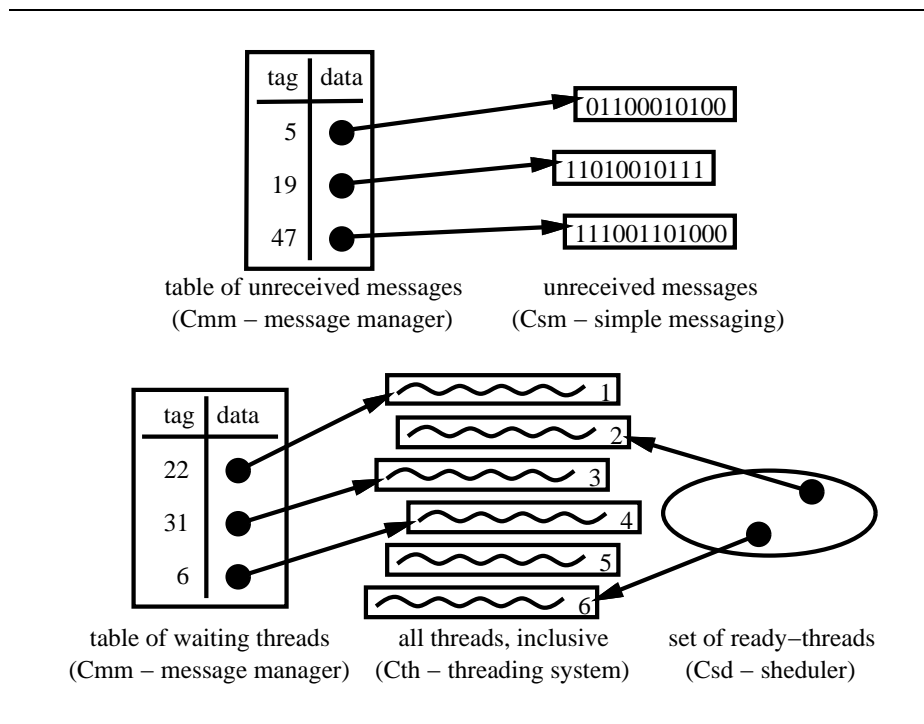 tag data
5
01100010100
19
11010010111
47
111001101000
table of unreceived messages
(Cmm − message manager)
unreceived messages
(Csm − simple messaging)
tag data
22
31
6
1
2
3
4
5
6
table of waiting threads
(Cmm − message manager)
all threads, inclusive
(Cth − threading system)
set of ready−threads
(Csd − sheduler)